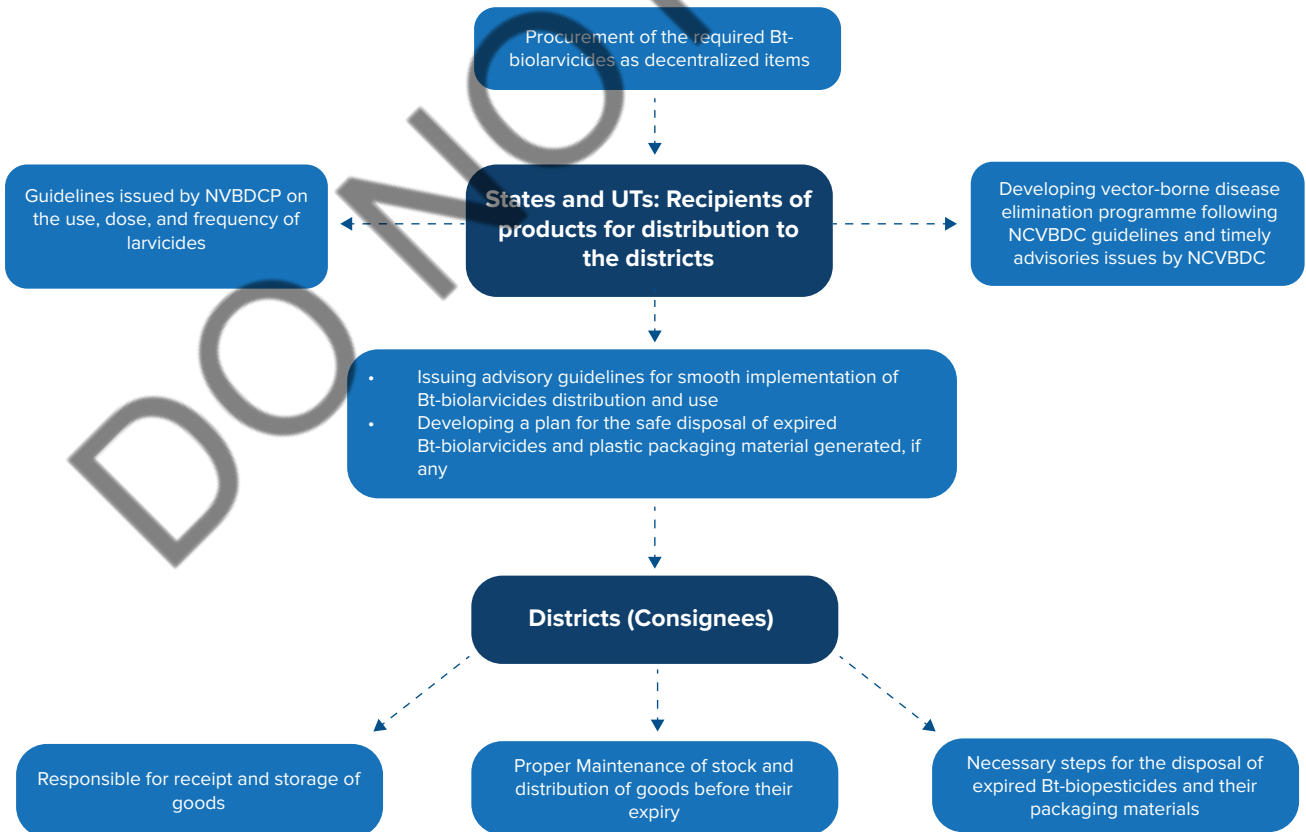 Procurement of the required Bt-
biolarvicides as decentralized items
Guidelines issued by NVBDCP on
the use, dose, and frequency of
larvicides
States and UTs: Recipients of
products for distribution to
the districts
Developing vector-borne disease
elimination programme following
NCVBDC guidelines and timely
advisories issues by NCVBDC
• Issuing advisory guidelines for smooth implementation of
Bt-biolarvicides distribution and use
• Developing a plan for the safe disposal of expired
Bt-biolarvicides and plastic packaging material generated, if
any
Districts (Consignees)
Responsible for receipt and storage of
goods
Proper Maintenance of stock and
distribution of goods before their
expiry
Necessary steps for the disposal of
expired Bt-biopesticides and their
packaging materials
DO NO